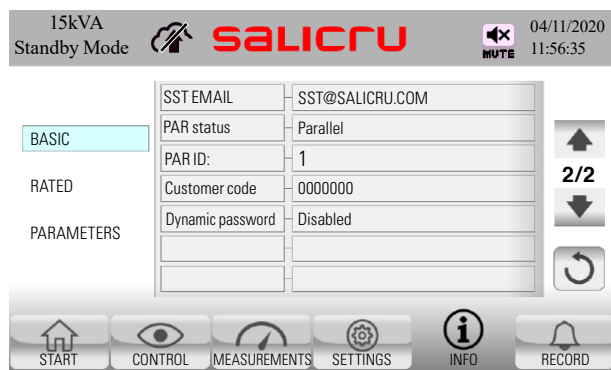 15kVA
Standby Mode
salicru
MUTE
04/11/2020
11:56:35
BASIC
RATED
PARAMETERS
SST EMAIL SST@SALICRU.COM
PAR status Parallel
PAR ID: 1
Customer code 0000000
Dynamic password Disabled
2/2
START CONTROL MEASUREMENTS SETTINGS INFO RECORD